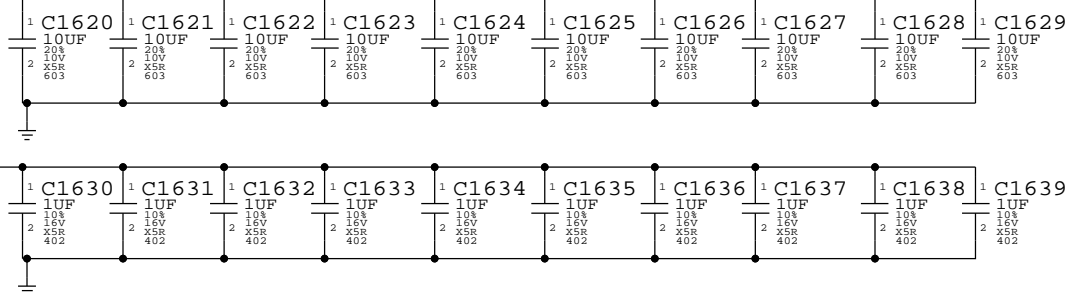 1 C1620 1 C1621 1 C1622 1 C1623 1 C1624 1 C1625 1 C1626 1 C1627 1 C1628 1 C1629
10UF 10UF 10UF 10UF 10UF 10UF 10UF 10UF 10UF 10UF
20% 20% 20% 20% 20% 20% 20% 20% 20% 20%
10V 10V 10V 10V 10V 10V 10V 10V 10V 10V
2 X5R 2 X5R 2 X5R 2 X5R 2 X5R 2 X5R 2 X5R 2 X5R 2 X5R 2 X5R
603 603 603 603 603 603 603 603 603 603
1 C1630 1 C1631 1 C1632 1 C1633 1 C1634 1 C1635 1 C1636 1 C1637 1 C1638 1 C1639
1UF 1UF 1UF 1UF 1UF 1UF 1UF 1UF 1UF 1UF
10% 10% 10% 10% 10% 10% 10% 10% 10% 10%
16V 16V 16V 16V 16V 16V 16V 16V 16V 16V
2 X5R 2 X5R 2 X5R 2 X5R 2 X5R 2 X5R 2 X5R 2 X5R 2 X5R 2 X5R
402 402 402 402 402 402 402 402 402 402